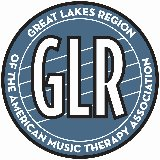 GREAT LAKES REGION
GLR
OF THE AMERICAN MUSIC THERAPY ASSOCIATION